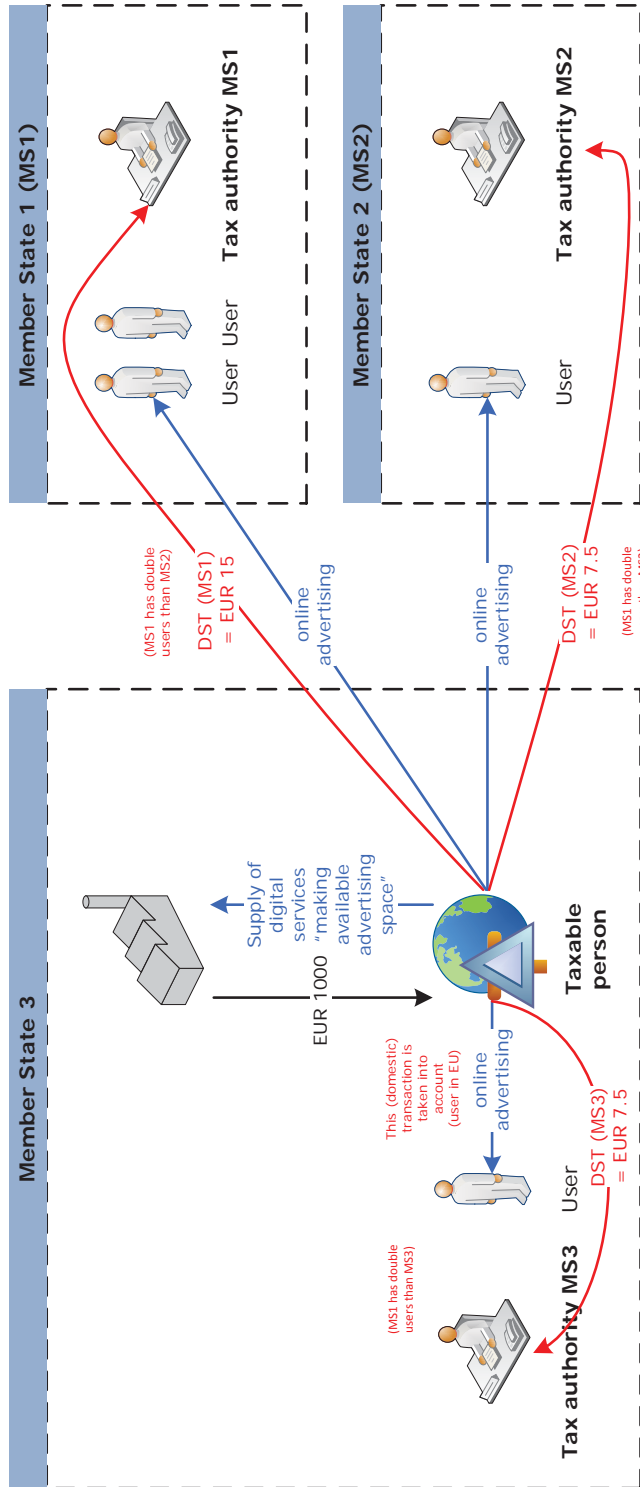 Member State 3
Supply of
digital
services
“making
available
advertising
space”
EUR 1000
This (domestic)
transaction is
taken into
account
(user in EU)
online
advertising
(MS1 has double
users than MS3)
User
Tax authority MS3
DST (MS3)
= EUR 7.5
Taxable
person
(MS1 has double
users than MS2)
DST (MS1)
= EUR 15
online
advertising
online
advertising
DST (MS2)
= EUR 7.5
(MS1 has double
Member State 1 (MS1)
User User
Tax authority MS1
Member State 2 (MS2)
User
Tax authority MS2